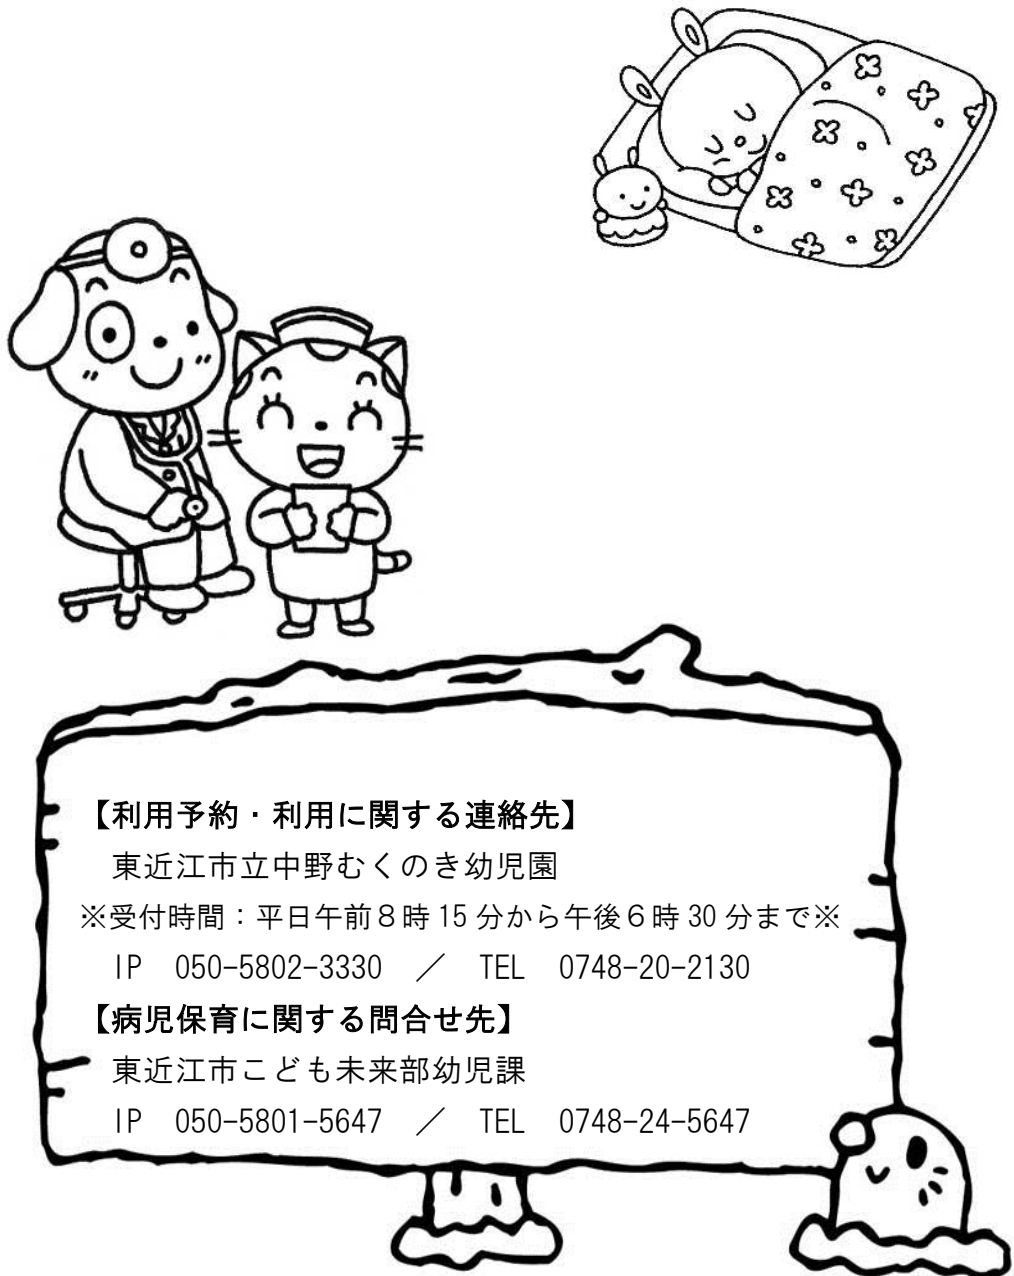 【利用予約・利用に関する連絡先】
東近江市立中野むくのき幼児園
※受付時間：平日午前８時15分から午後６時30分まで※
IP　050-5802-3330　／　TEL　0748-20-2130
【病児保育に関する問合せ先】
東近江市こども未来部幼児課
IP　050-5801-5647　／　TEL　0748-24-5647